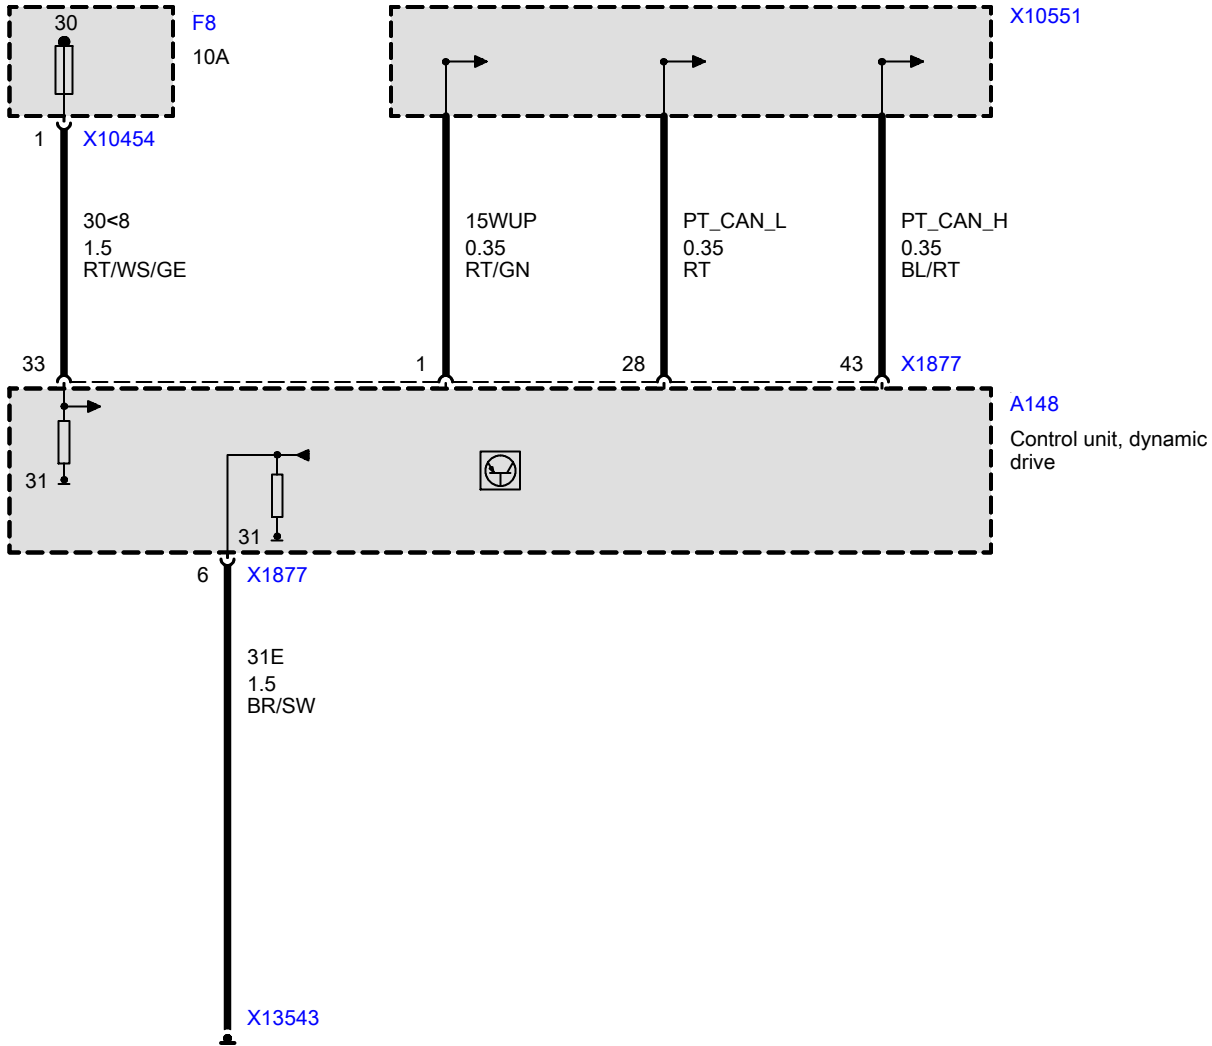 30
F8
10A
X10551
1
X10454
30<8
1.5
RT/WS/GE
15WUP
0.35
RT/GN
PT_CAN_L
0.35
RT
PT_CAN_H
0.35
BL/RT
33
1
28
43
X1877
A148
Control unit, dynamic
drive
31
31
6
X1877
31E
1.5
BR/SW
X13543